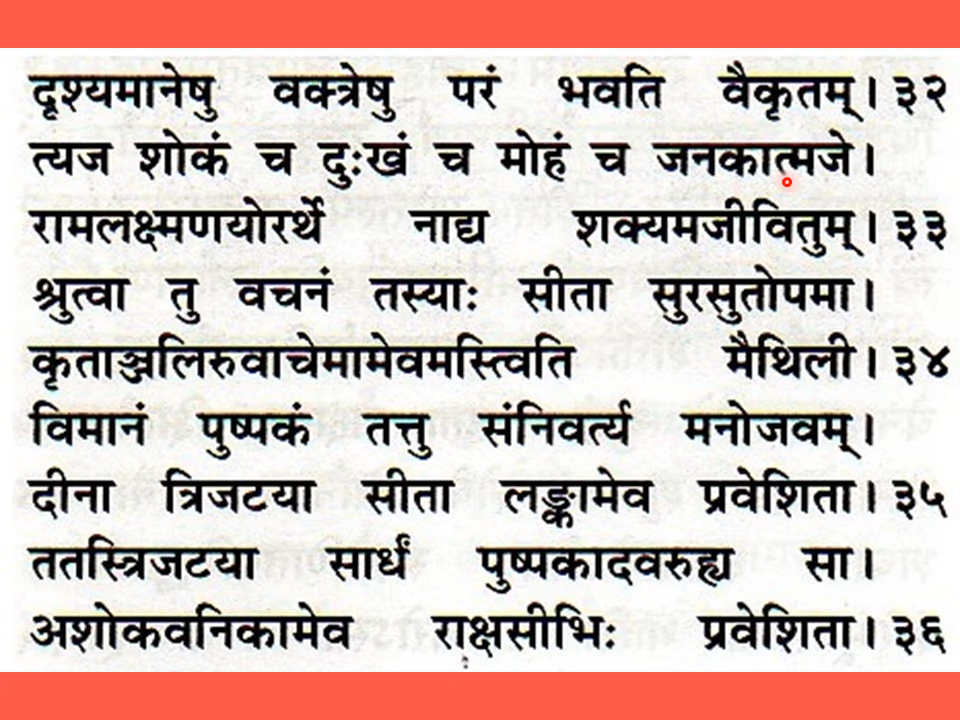 दृश्यमानेषु वक्त्रेषु परं भवति वैकृतम्। ३२
त्यज शोकं च दुःखं च मोहं च जनकात्मजे।
रामलक्ष्मणयोरर्थे नाद्य शक्यमजीवितुम्। ३३
श्रुत्वा तु वचनं तस्याः सीता सुरसुतोपमा।
कृताञ्जलिरुवाचेमामेवमस्त्विति मैथिली। ३४
विमानं पुष्पकं तत्तु संनिवर्त्य मनोजवम्।
दीना त्रिजटया सीता लङ्कामेव प्रवेशिता। ३५
ततस्त्रिजटया सार्धं पुष्पकादवरुह्य सा।
अशोकवनिकामेव राक्षसीभिः प्रवेशिता। ३६